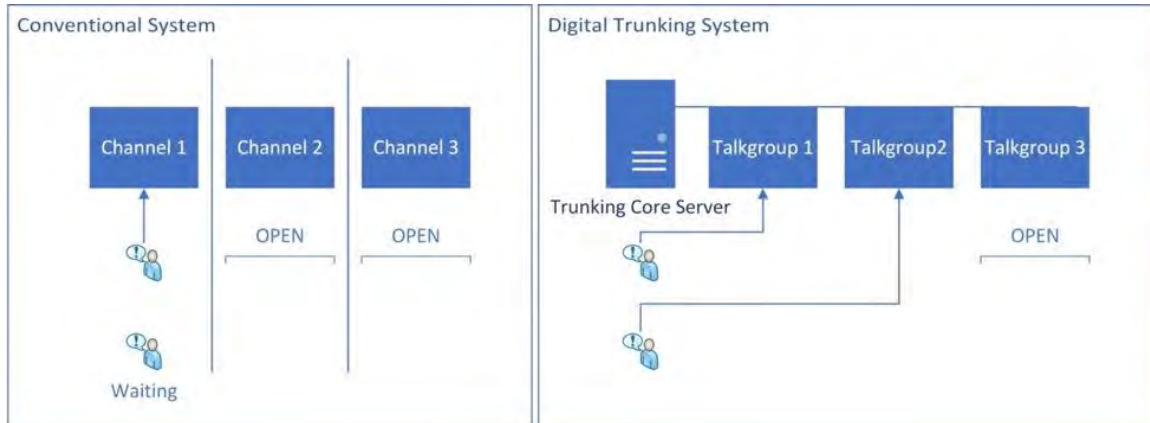 Conventional System
Channel 1
Channel 2
Channel 3
OPEN
OPEN
Waiting
Digital Trunking System
Talkgroup 1
Talkgroup2
Talkgroup 3
Trunking Core Server
OPEN